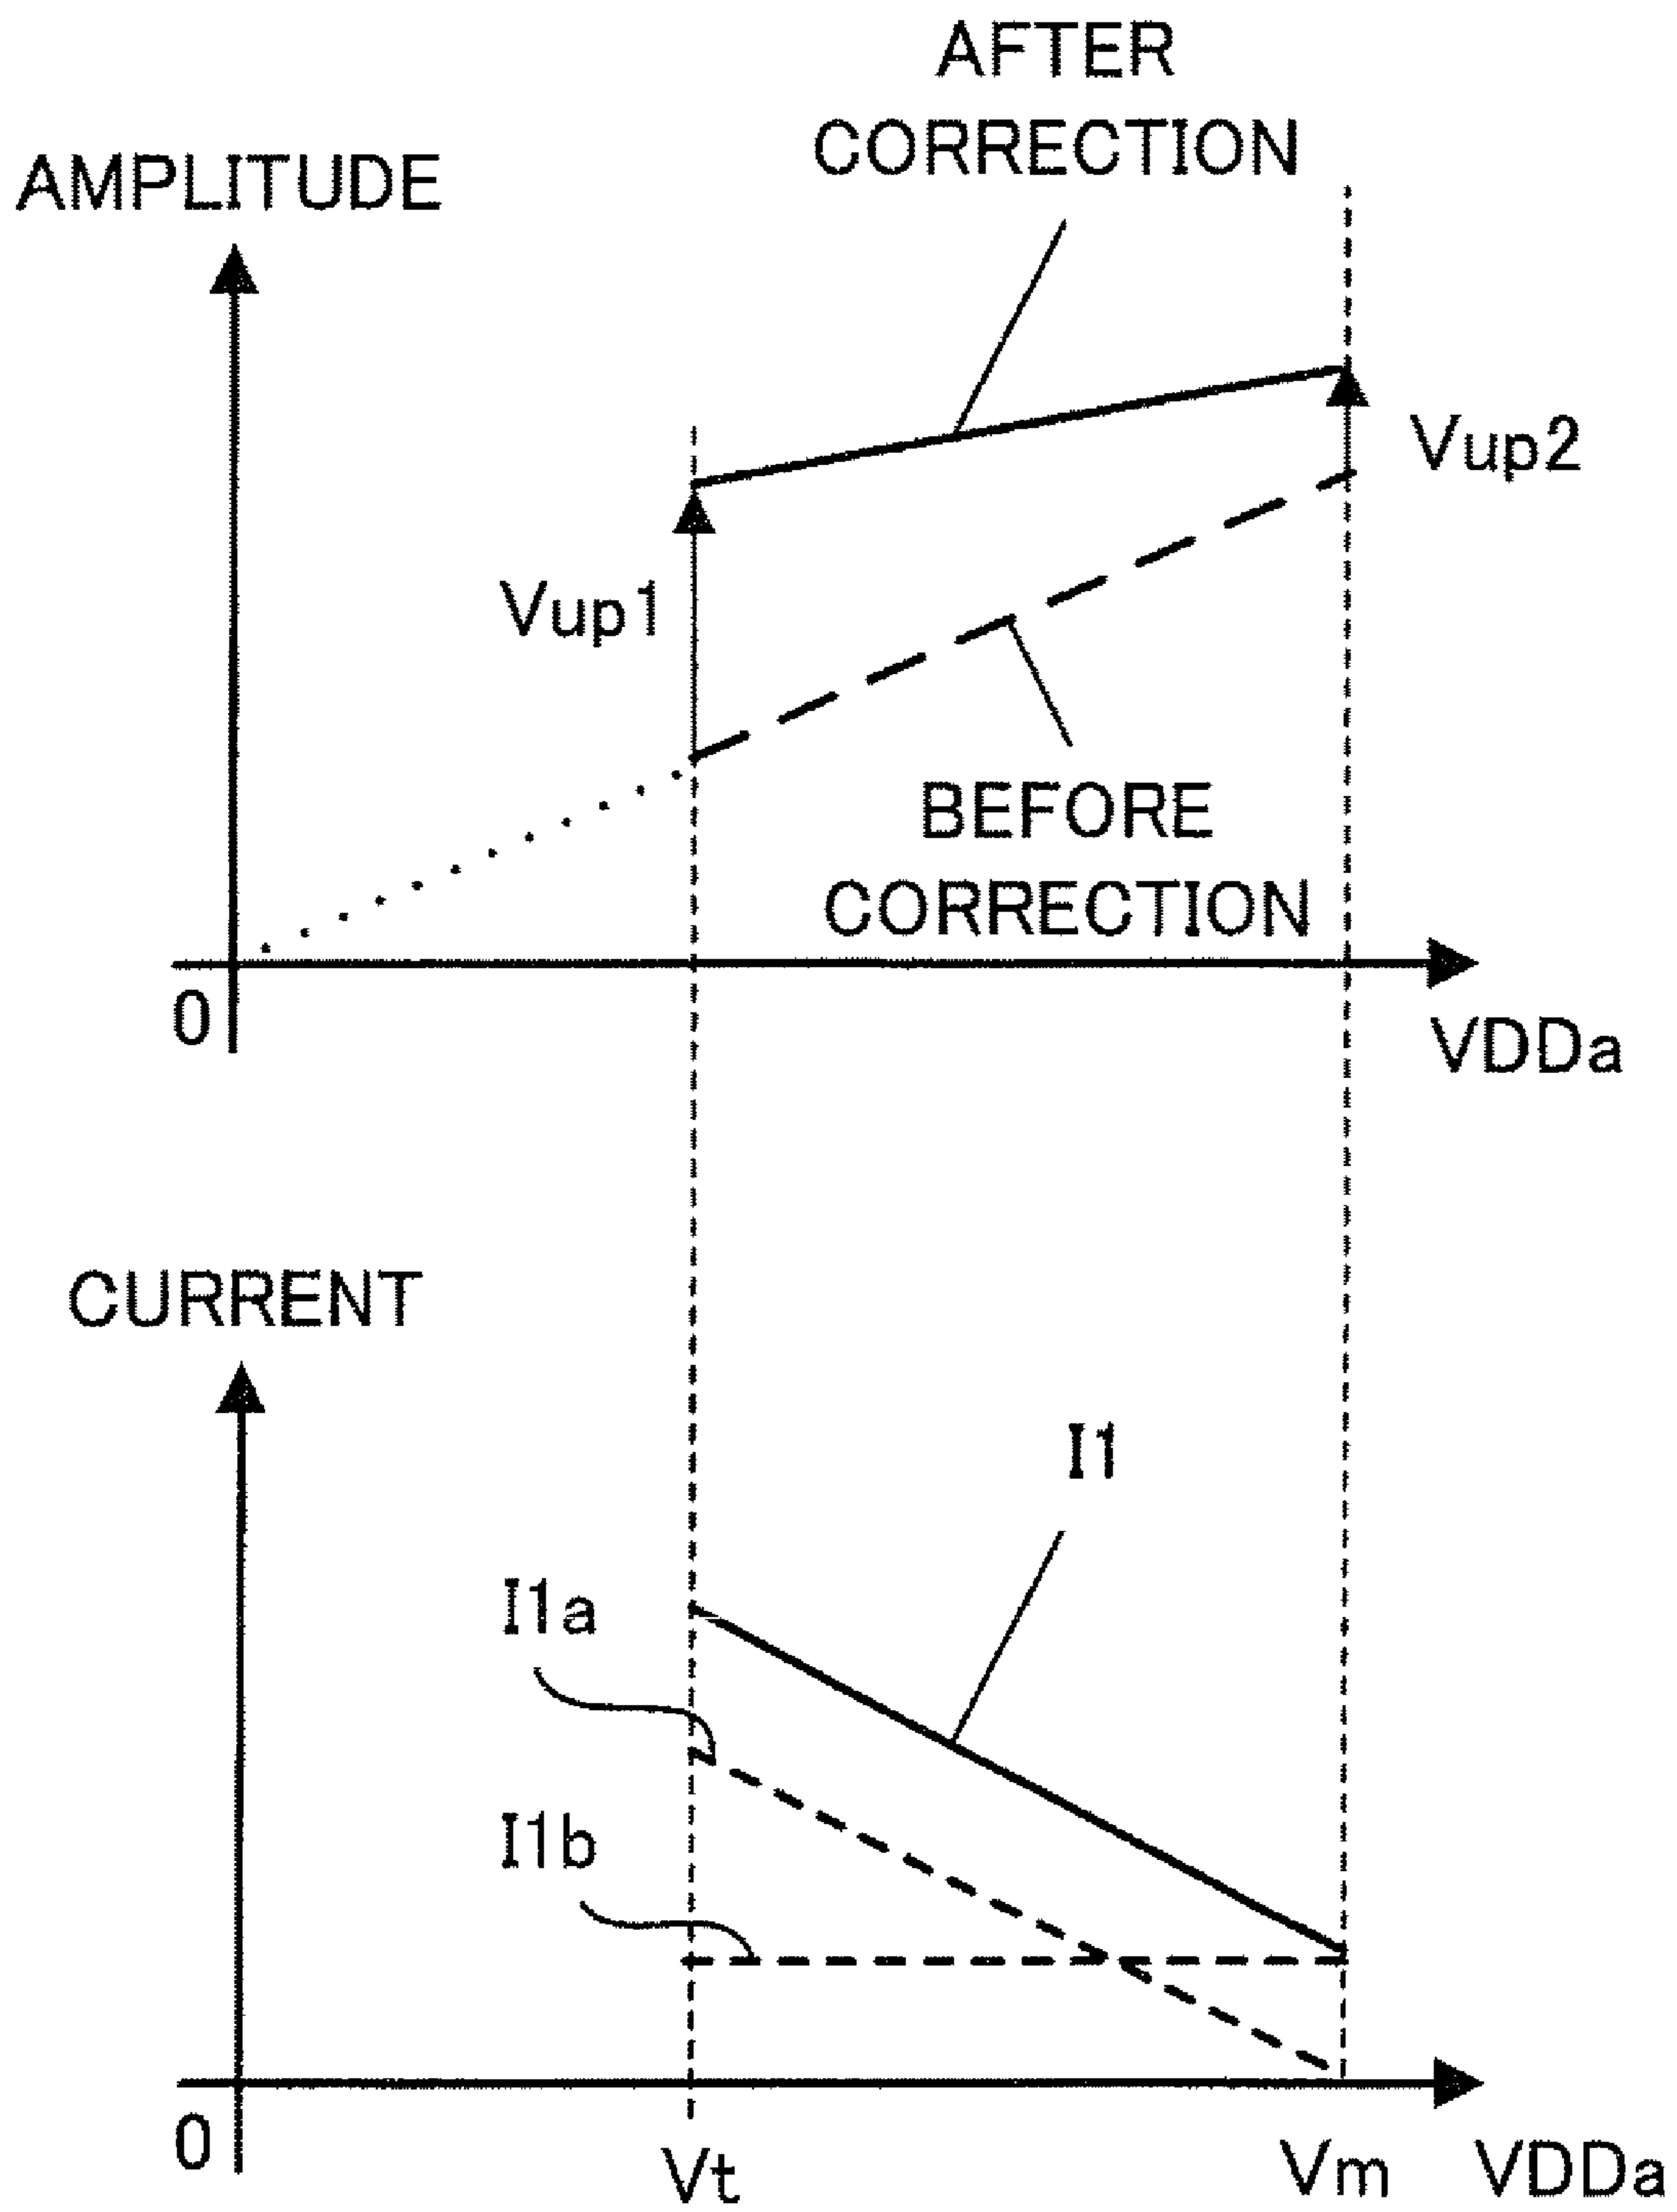 AFTER
CORRECTION
AMPLITUDE
Vup2
Vup1
BEFORE
CORRECTION
0
VDDa
CURRENT
I1
I1a
I1b
0
Vt
Vm
VDDa